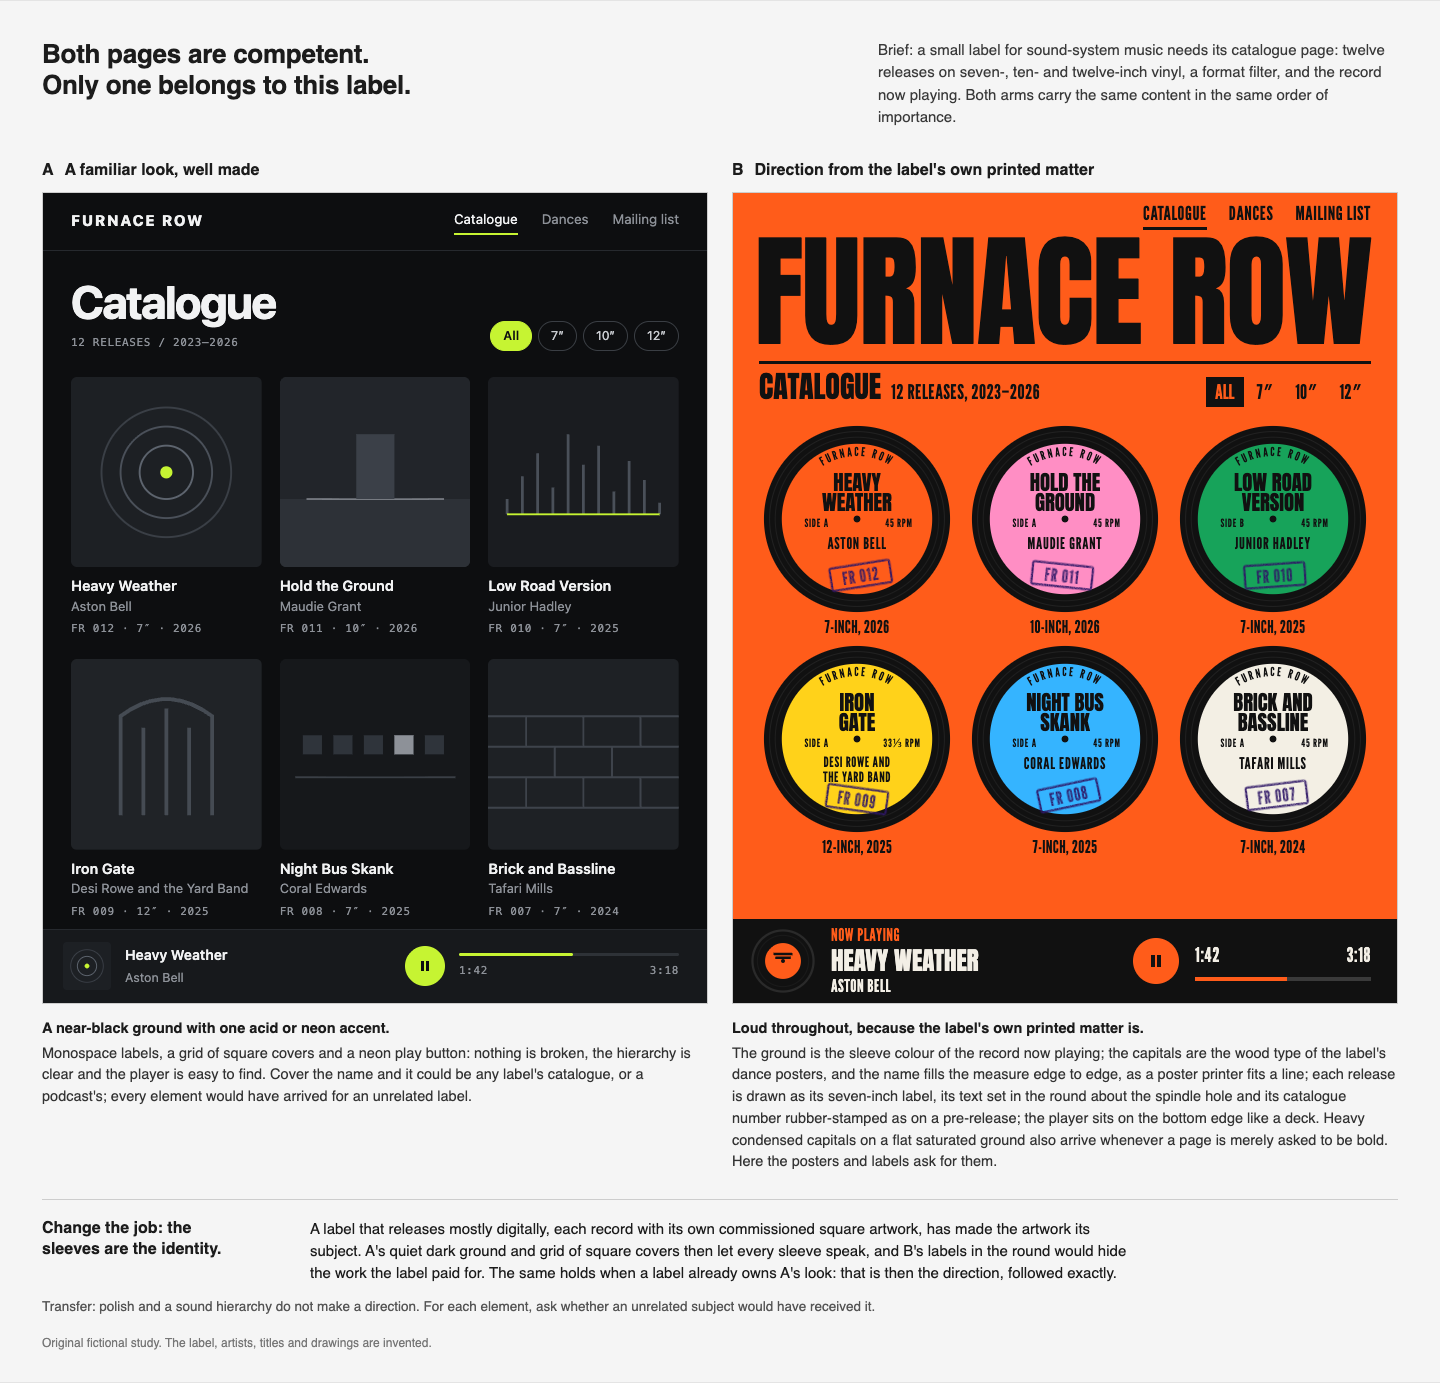 Both pages are competent.
Only one belongs to this label.
Brief: a small label for sound-system music needs its catalogue page: twelve
releases on seven-, ten- and twelve-inch vinyl, a format filter, and the record
now playing. Both arms carry the same content in the same order of
importance.
A A familiar look, well made
FURNACE ROW
Catalogue Dances Mailing list
Catalogue
12 RELEASES / 2023–2026
All 7″ 10″ 12″
Heavy Weather
Aston Bell
FR 012 · 7″ · 2026
Hold the Ground
Maudie Grant
FR 011 · 10″ · 2026
Low Road Version
Junior Hadley
FR 010 · 7″ · 2025
Iron Gate
Desi Rowe and the Yard Band
FR 009 · 12″ · 2025
Night Bus Skank
Coral Edwards
FR 008 · 7″ · 2025
Brick and Bassline
Tafari Mills
FR 007 · 7″ · 2024
Heavy Weather
Aston Bell
1:42 3:18
A near-black ground with one acid or neon accent.
Monospace labels, a grid of square covers and a neon play button: nothing is broken, the hierarchy is
clear and the player is easy to find. Cover the name and it could be any label's catalogue, or a
podcast's; every element would have arrived for an unrelated label.
B Direction from the label's own printed matter
CATALOGUE DANCES MAILING LIST
FURNACE ROW
CATALOGUE 12 RELEASES, 2023–2026
ALL 7″ 10″ 12″
FURNACE ROW
HEAVY
WEATHER
SIDE A 45 RPM
ASTON BELL
FR 012
7-INCH, 2026
FURNACE ROW
HOLD THE
GROUND
SIDE A 45 RPM
MAUDIE GRANT
FR 011
10-INCH, 2026
FURNACE ROW
LOW ROAD
VERSION
SIDE B 45 RPM
JUNIOR HADLEY
FR 010
7-INCH, 2025
FURNACE ROW
IRON
GATE
SIDE A 33⅓ RPM
DESI ROWE AND
THE YARD BAND
FR 009
12-INCH, 2025
FURNACE ROW
NIGHT BUS
SKANK
SIDE A 45 RPM
CORAL EDWARDS
FR 008
7-INCH, 2025
FURNACE ROW
BRICK AND
BASSLINE
SIDE A 45 RPM
TAFARI MILLS
FR 007
7-INCH, 2024
NOW PLAYING
HEAVY WEATHER
ASTON BELL
1:42 3:18
Loud throughout, because the label's own printed matter is.
The ground is the sleeve colour of the record now playing; the capitals are the wood type of the label's
dance posters, and the name fills the measure edge to edge, as a poster printer fits a line; each release
is drawn as its seven-inch label, its text set in the round about the spindle hole and its catalogue
number rubber-stamped as on a pre-release; the player sits on the bottom edge like a deck. Heavy
condensed capitals on a flat saturated ground also arrive whenever a page is merely asked to be bold.
Here the posters and labels ask for them.
Change the job: the
sleeves are the identity.
A label that releases mostly digitally, each record with its own commissioned square artwork, has made the artwork its
subject. A's quiet dark ground and grid of square covers then let every sleeve speak, and B's labels in the round would hide
the work the label paid for. The same holds when a label already owns A's look: that is then the direction, followed exactly.
Transfer: polish and a sound hierarchy do not make a direction. For each element, ask whether an unrelated subject would have received it.
Original fictional study. The label, artists, titles and drawings are invented.